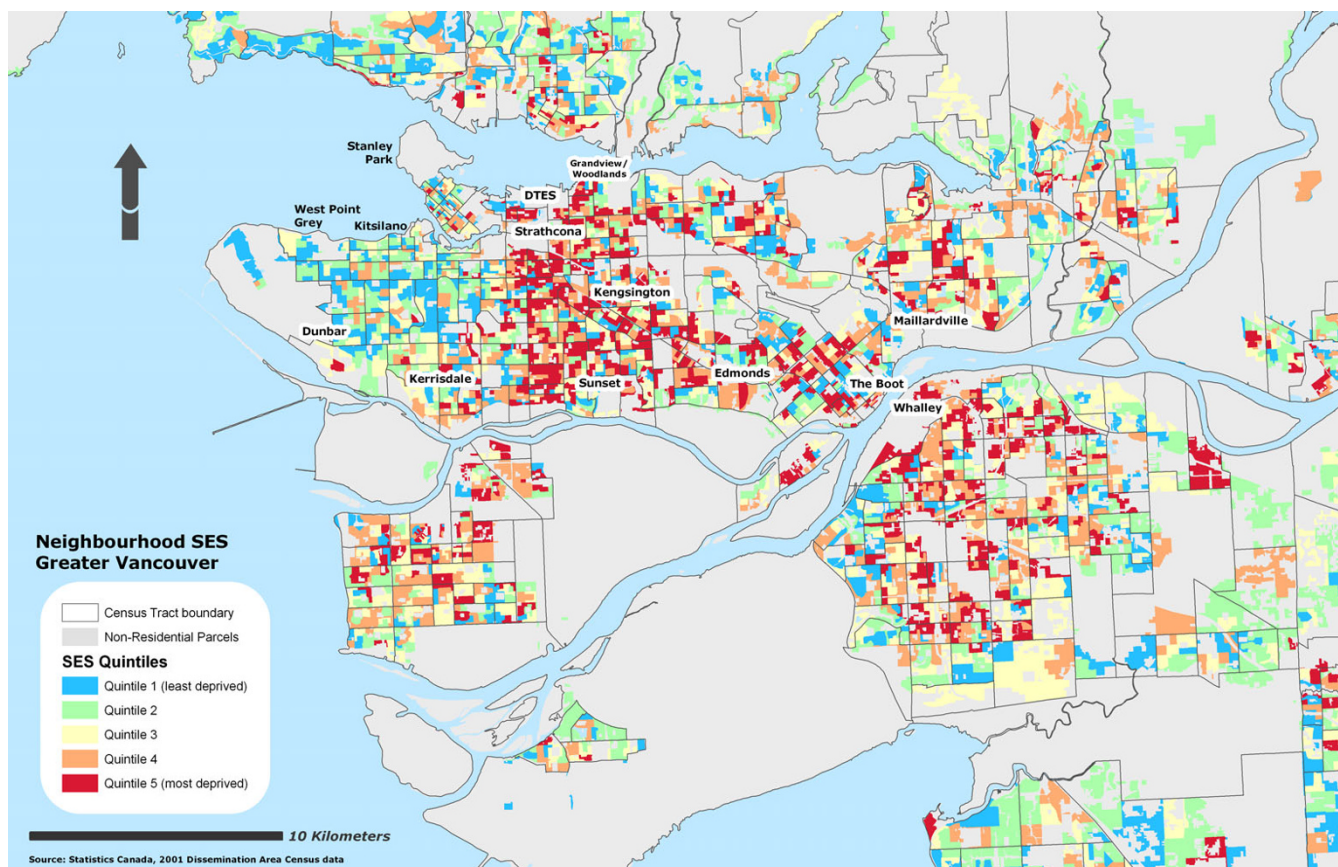 Stanley
Park
Grandview/
Woodlands
DTES
West Point
Grey
Kitsilano
Strathcona
Kengsington
Maillardville
Dunbar
Kerrisdale
Sunset
Edmonds
The Boot
Whalley
Neighbourhood SES
Greater Vancouver
Census Tract boundary
Non-Residential Parcels
SES Quintiles
Quintile 1 (least deprived)
Quintile 2
Quintile 3
Quintile 4
Quintile 5 (most deprived)
10 Kilometers
Source: Statistics Canada, 2001 Dissemination Area Census data